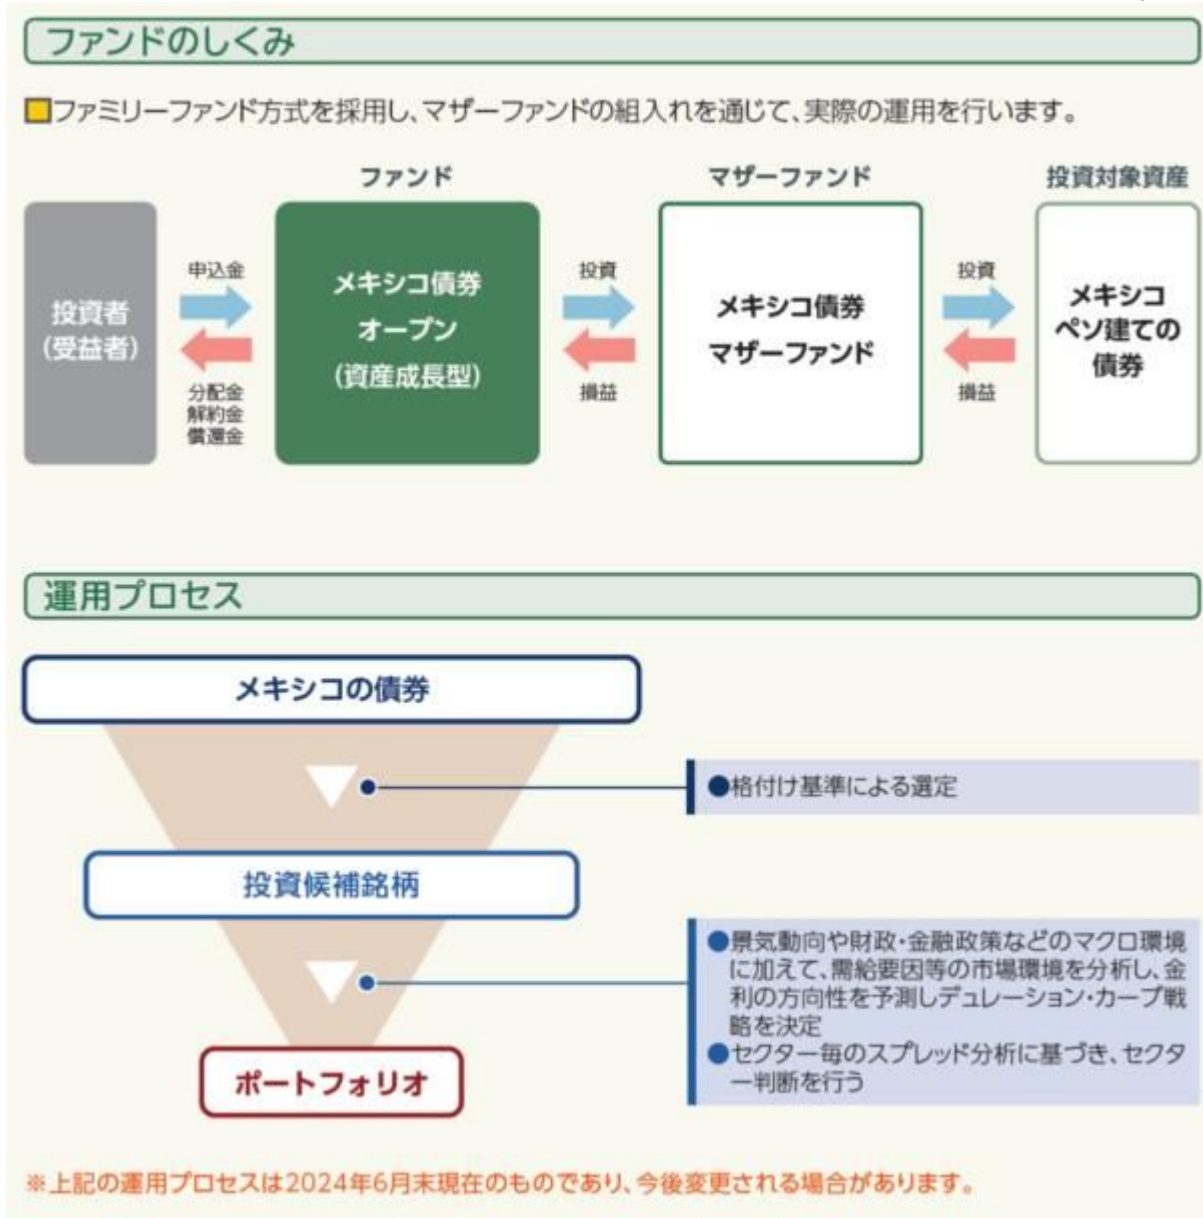 ファンドのしくみ
ファミリーファンド方式を採用し、マザーファンドの組入れを通じて、実際の運用を行います。
ファンド
マザーファンド
投資対象資産
投資者
(受益者)
申込金
分配金
解約金
償還金
メキシコ債券
オープン
(資産成長型)
投資
損益
メキシコ債券
マザーファンド
投資
損益
メキシコ
ペソ建ての
債券
運用プロセス
メキシコの債券
●格付け基準による選定
投資候補銘柄
●景気動向や財政・金融政策などのマクロ環境
に加えて、需給要因等の市場環境を分析し、金
利の方向性を予測しデュレーション・カーブ戦
略を決定
●セクター毎のスプレッド分析に基づき、セクタ
ー判断を行う
ポートフォリオ
※上記の運用プロセスは2024年6月末現在のものであり、今後変更される場合があります。